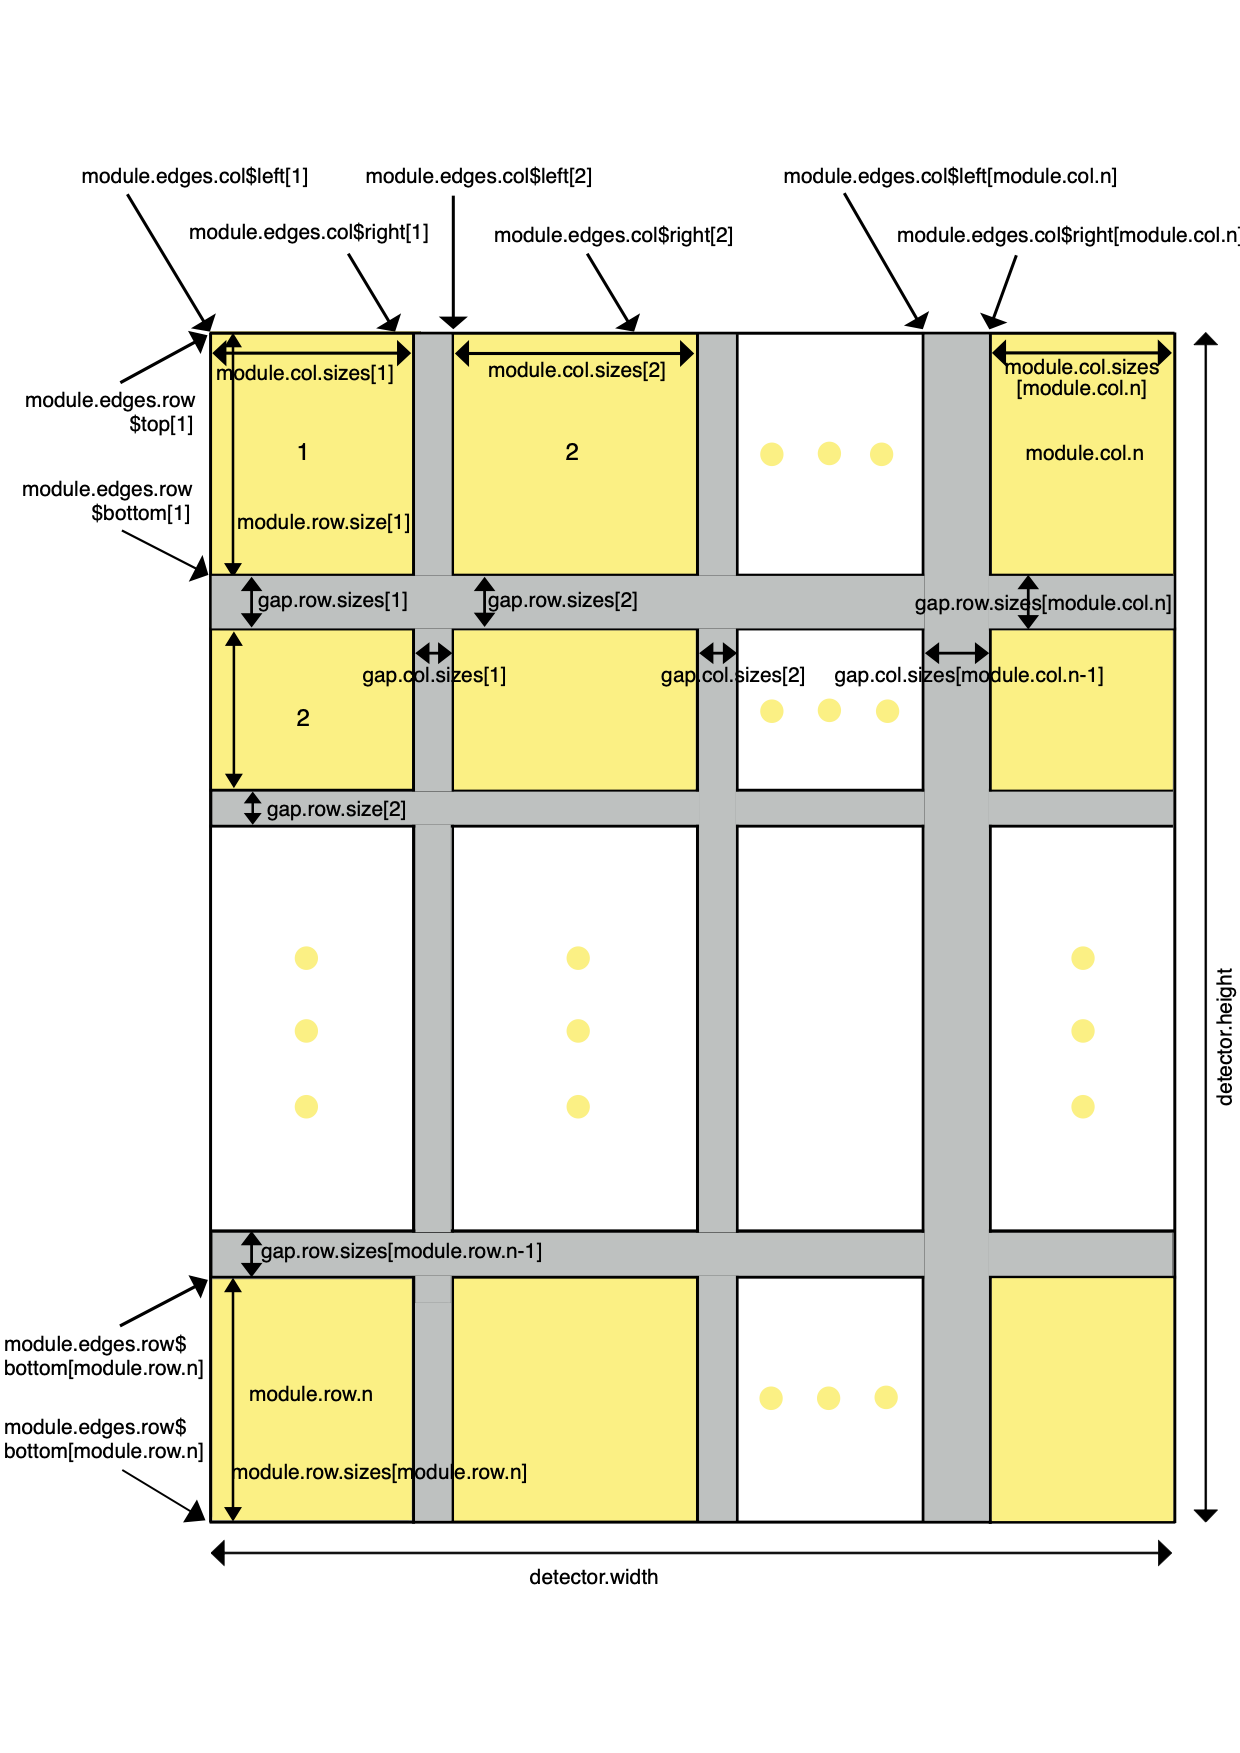 module.edges.col$left[1]
module.edges.col$left[2]
module.edges.col$left[module.col.n]
module.edges.col$right[1]
module.edges.col$right[2]
module.edges.col$right[module.col.n]
module.col.sizes[1]
module.col.sizes[2]
module.col.sizes
[module.col.n]
module.edges.row
$top[1]
1
2
module.col.n
module.edges.row
$bottom[1]
module.row.size[1]
gap.row.sizes[1]
gap.row.sizes[2]
gap.row.sizes[module.col.n]
gap.col.sizes[1]
gap.col.sizes[2]
gap.col.sizes[module.col.n-1]
2
gap.row.size[2]
detector.height
gap.row.sizes[module.row.n-1]
module.edges.row$
bottom[module.row.n]
module.row.n
module.edges.row$
bottom[module.row.n]
module.row.sizes[module.row.n]
detector.width